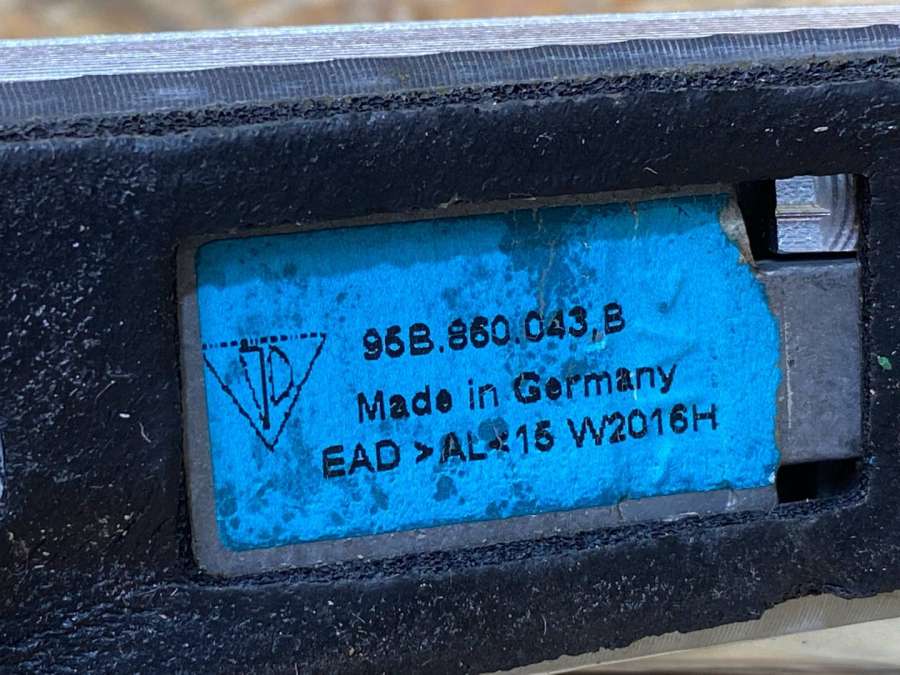 95B.860.043.B
Made in Germany
EAD >AL<15 W2016H